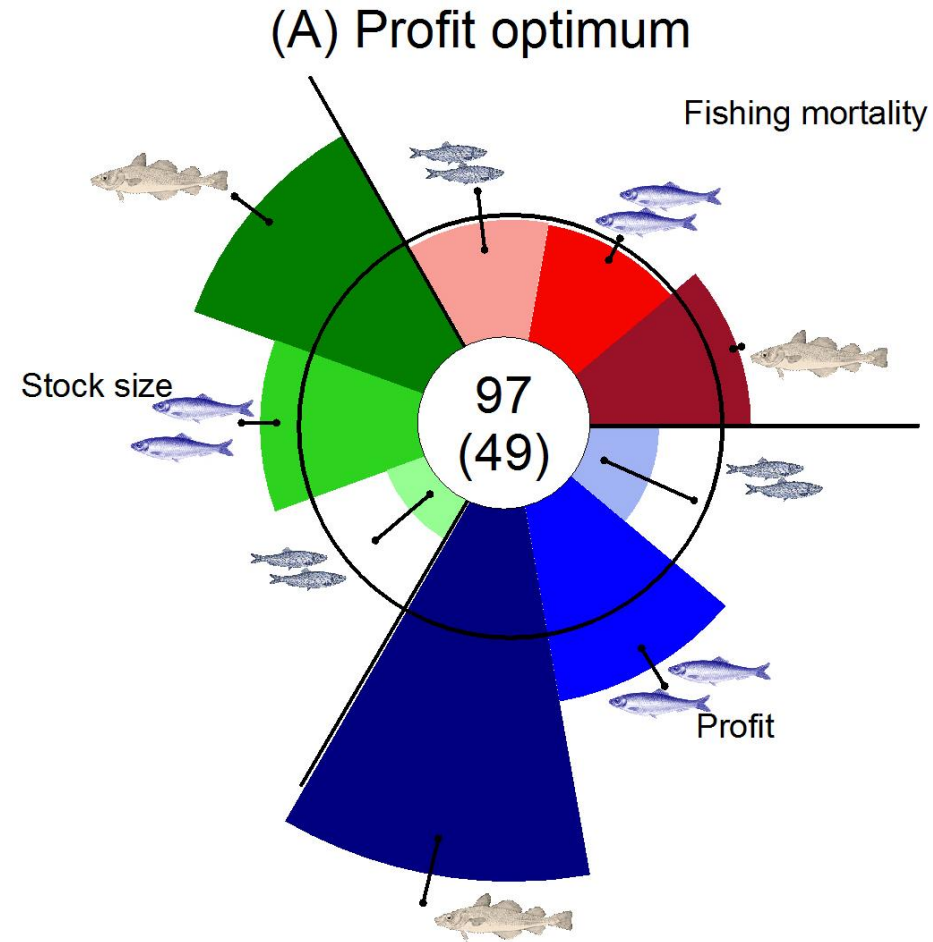 (A) Profit optimum
Fishing mortality
Stock size
97
(49)
Profit